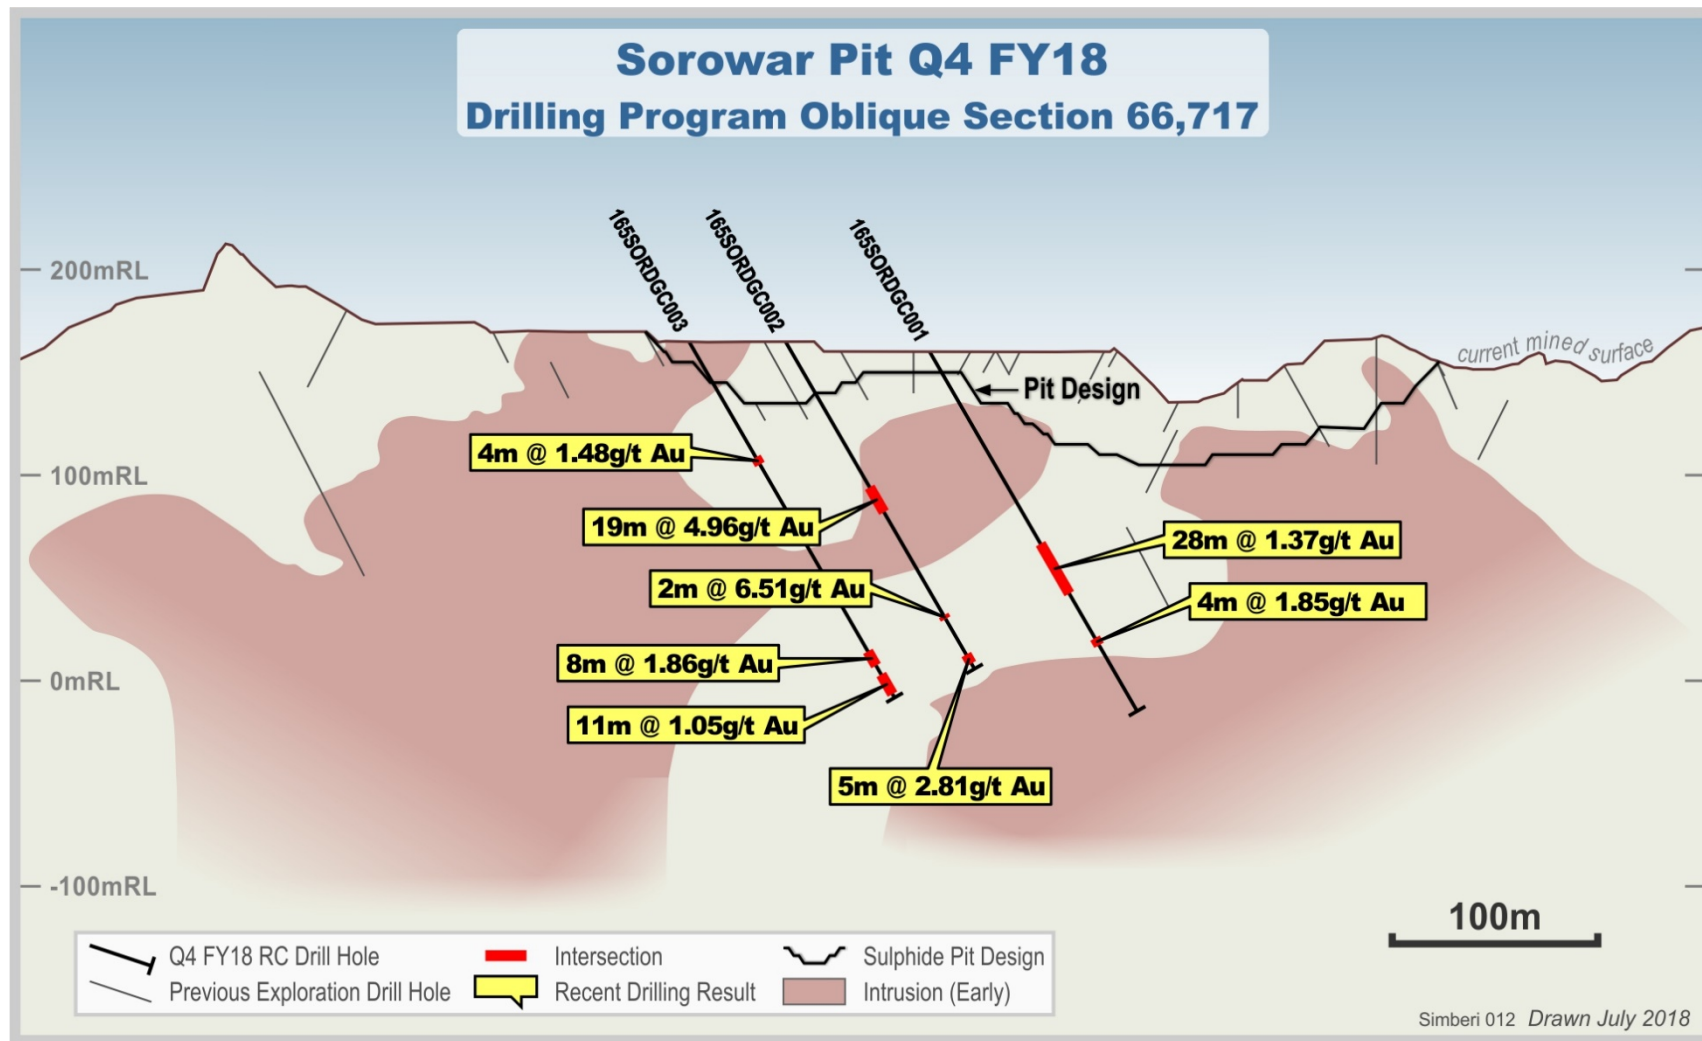 Sorowar Pit Q4 FY18
Drilling Program Oblique Section 66,717
165SORDGC003
165SORDGC002
165SORDGC001
200mRL
current mined surface
Pit Design
4m @ 1.48g/t Au
100mRL
19m @ 4.96g/t Au
28m @ 1.37g/t Au
2m @ 6.51g/t Au
4m @ 1.85g/t Au
8m @ 1.86g/t Au
0mRL
11m @ 1.05g/t Au
5m @ 2.81g/t Au
-100mRL
100m
Q4 FY18 RC Drill Hole
Intersection
Sulphide Pit Design
Previous Exploration Drill Hole
Recent Drilling Result
Intrusion (Early)
Simberi 012 Drawn July 2018